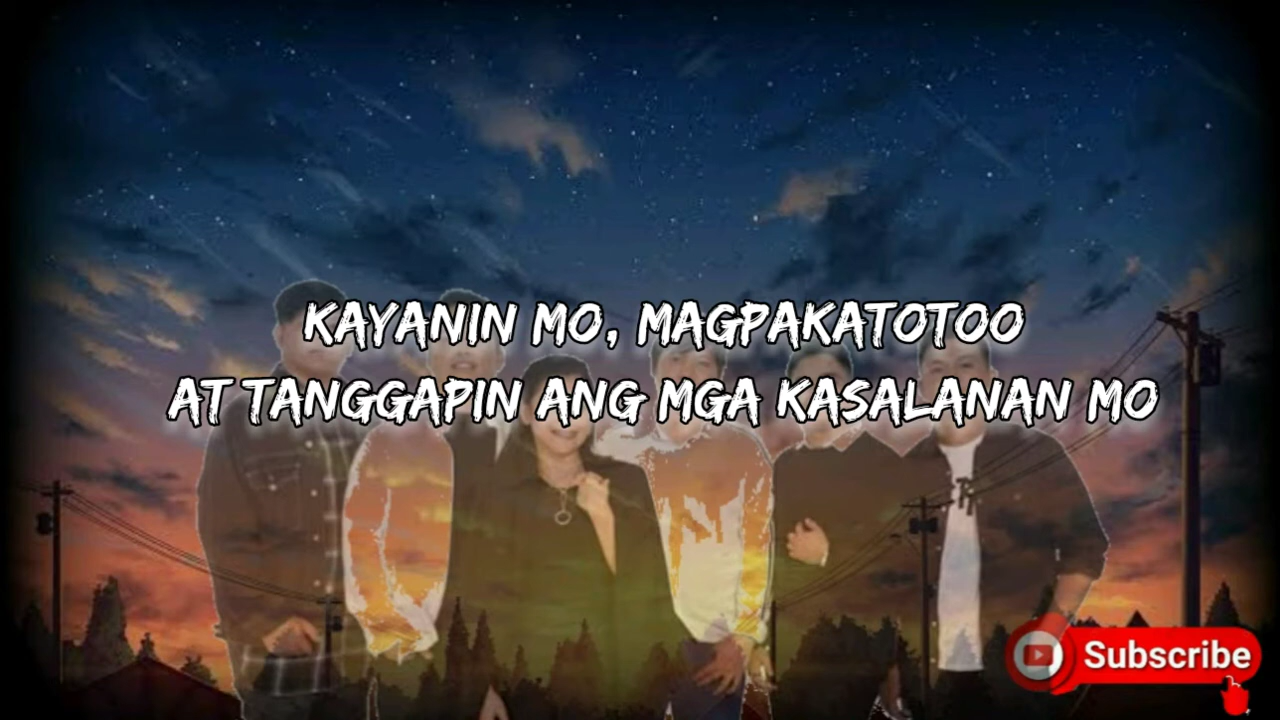 KAYANIN MO, MAGPAKATOTOO
AT TANGGAPIN ANG MGA KASALANAN MO
Subscribe